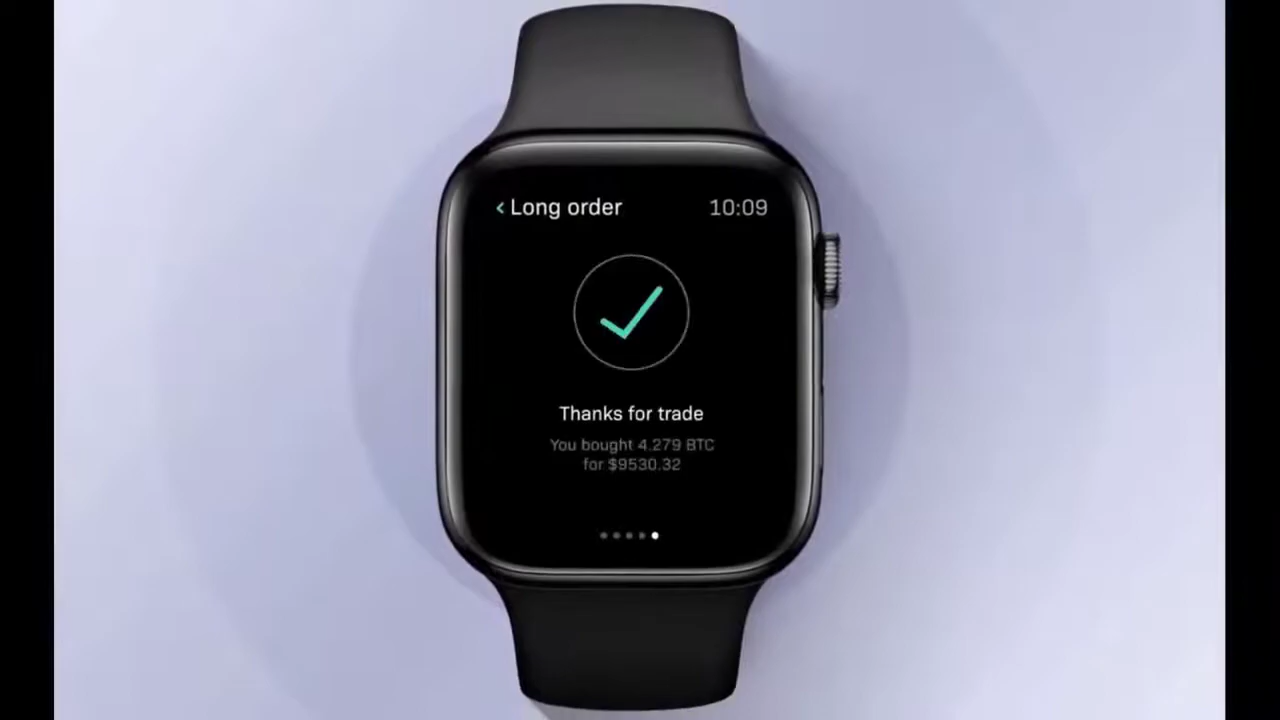 Long order
10:09
Thanks for trade
You bought 4.279 BTC
for $9530.32